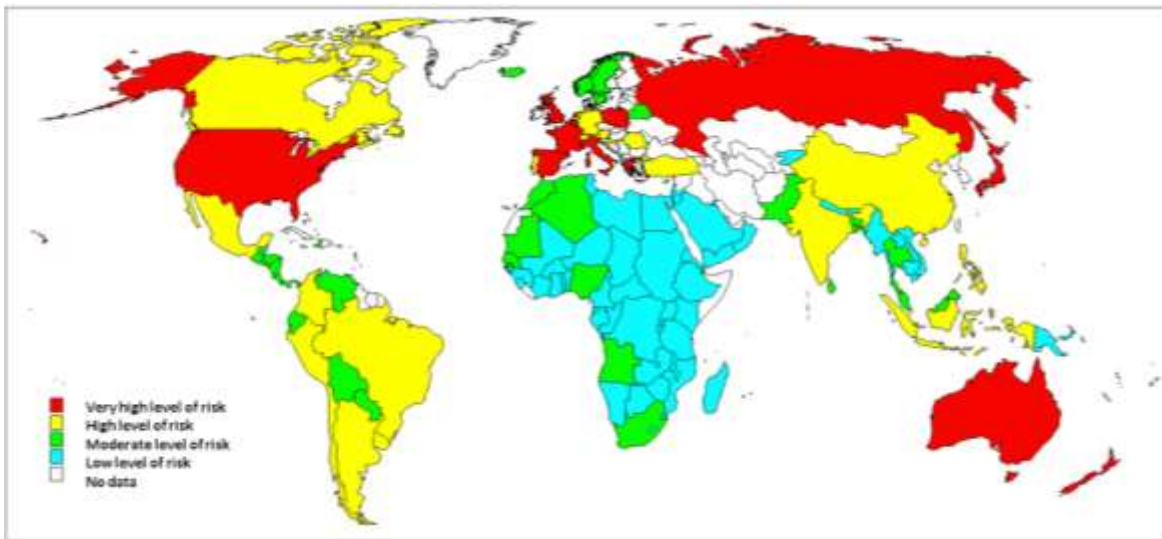 Very high level of risk
High level of risk
Moderate level of risk
Low level of risk
No data